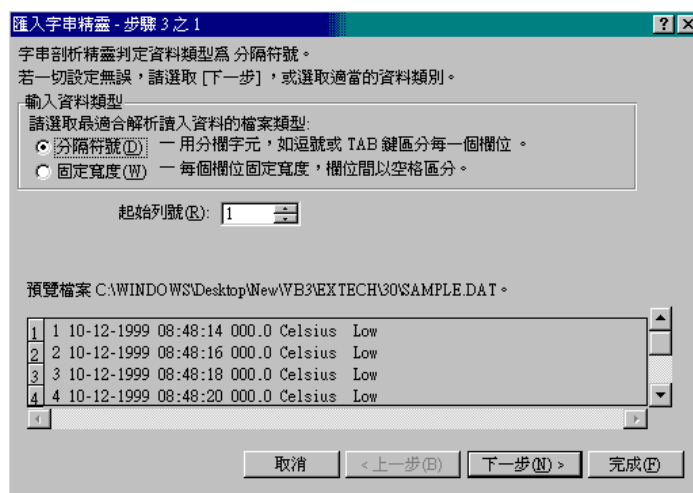 匯入字串精靈 - 步驟 3 之 1
字串剖析精靈判定資料類型爲 分隔符號。
若一切設定無誤，請選取 [下一步] ，或選取適當的資料類別。
輸入資料類型
請選取最適合解析讀入資料的檔案類型:
分隔符號(D) — 用分欄字元，如逗號或 TAB 鍵區分每一個欄位 。
固定寬度(W) — 每個欄位固定寬度，欄位間以空格區分。
起始列號(R): 1
預覽檔案 C:\WINDOWS\Desktop\New\VB3\EXTECH\30\SAMPLE.DAT。
1 1 10-12-1999 08:48:14 000.0 Celsius Low
2 2 10-12-1999 08:48:16 000.0 Celsius Low
3 3 10-12-1999 08:48:18 000.0 Celsius Low
4 4 10-12-1999 08:48:20 000.0 Celsius Low
取消 < 上一步(B) 下一步(N) > 完成(F)